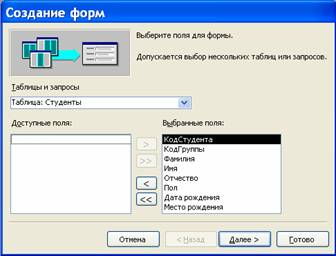 Создание форм
Выберите поля для формы.
Допускается выбор нескольких таблиц или запросов.
Таблицы и запросы
Таблица: Студенты
Доступные поля:
Выбранные поля:
КодСтудента
КодГруппы
Фамилия
Имя
Отчество
Пол
Дата рождения
Место рождения
>
>>
<
<<
Отмена
< Назад
Далее >
Готово